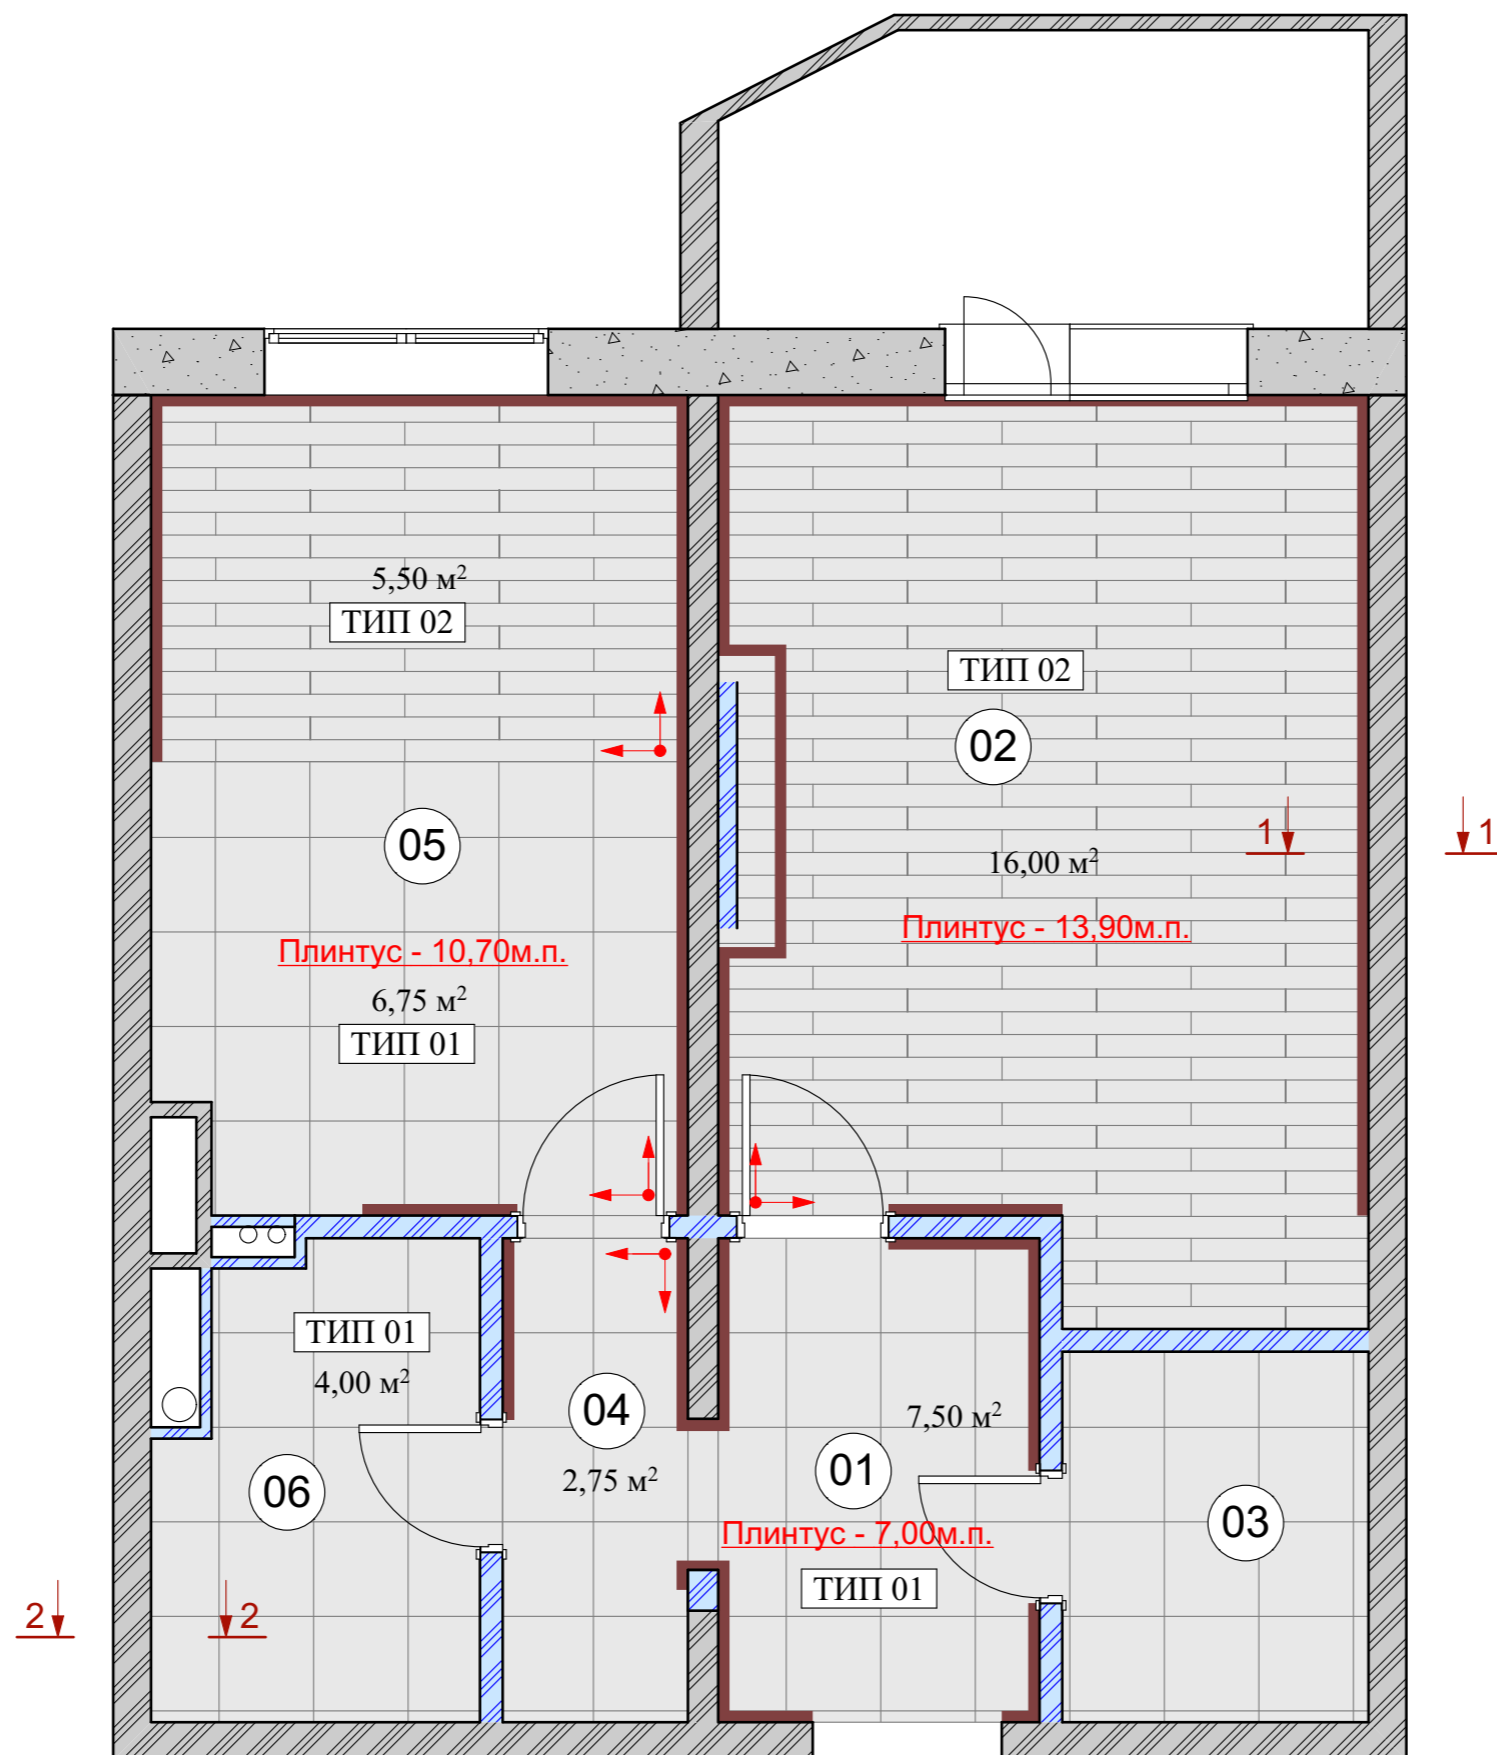 5,50 м²
ТИП 02
ТИП 02
02
05
1
1
16,00 м²
Плинтус - 13,90м.п.
Плинтус - 10,70м.п.
6,75 м²
ТИП 01
ТИП 01
4,00 м²
04
7,50 м²
2,75 м²
01
06
03
Плинтус - 7,00м.п.
ТИП 01
2
2